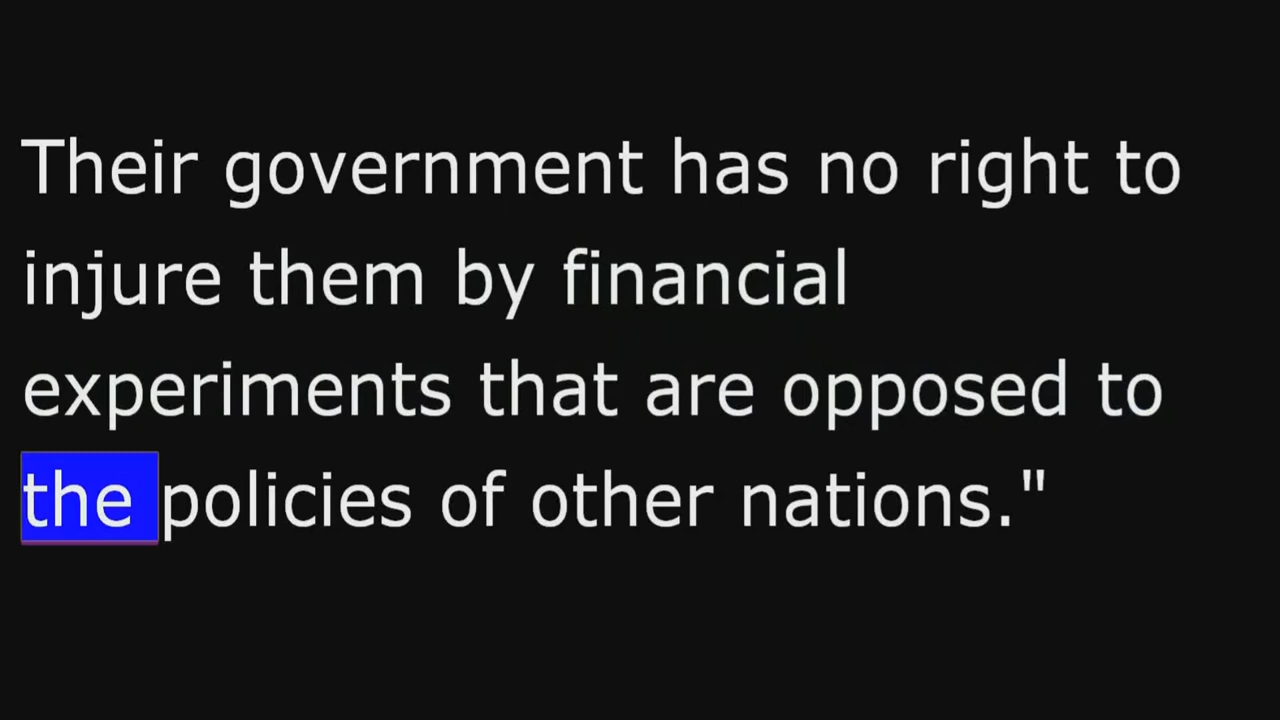 Their government has no right to
injure them by financial
experiments that are opposed to
the policies of other nations."